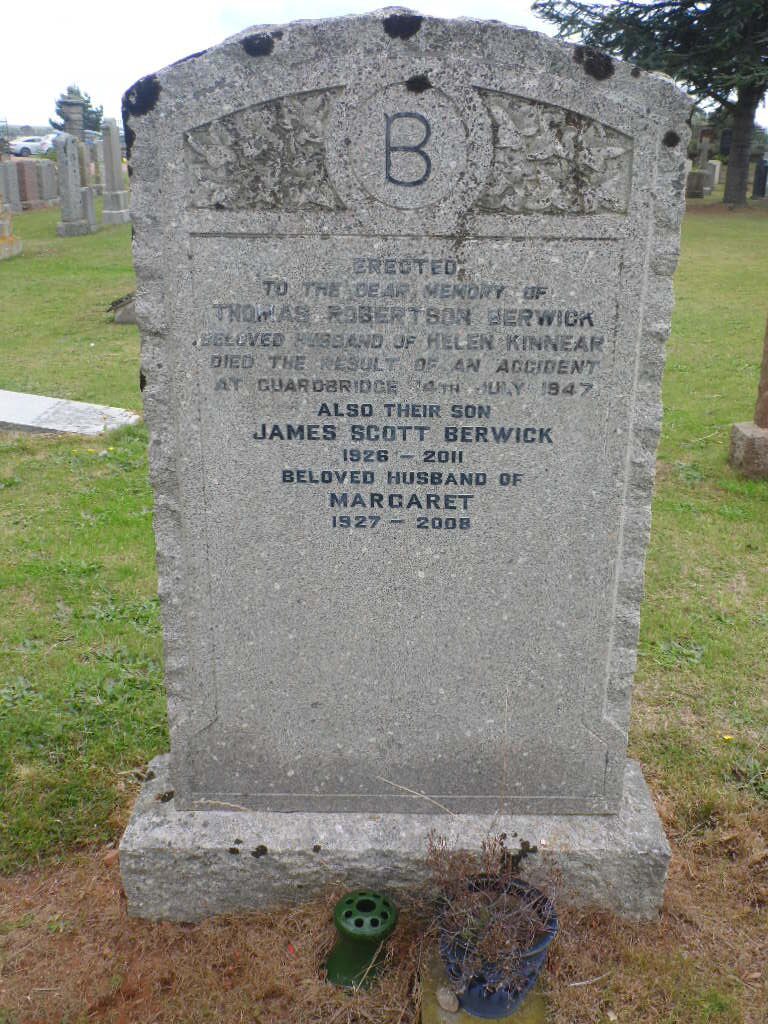 B
ERECTED
TO THE DEAR MEMORY OF
THOMAS ROBERTSON BERWICK
BELOVED HUSBAND OF HELEN KINNEAR
DIED THE RESULT OF AN ACCIDENT
AT GUARDBRIDGE 14TH JULY 1947
ALSO THEIR SON
JAMES SCOTT BERWICK
1926 - 2011
BELOVED HUSBAND OF
MARGARET
1927 - 2008